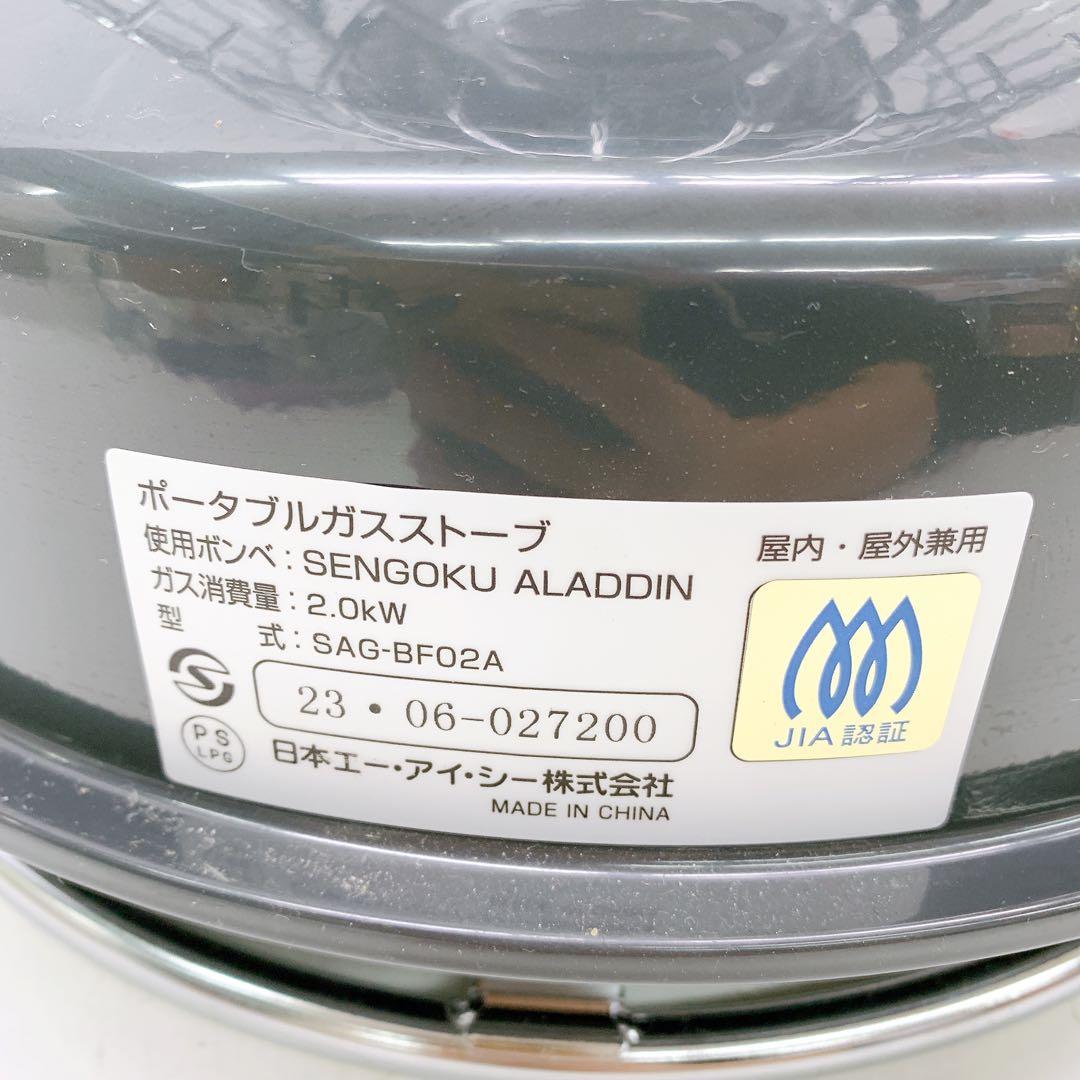 ポータブルガスストーブ
使用ボンベ：SENGOKU ALADDIN
ガス消費量：2.0kW
型　　　式：SAG-BF02A
23・06-027200
PS
LPG
日本エー・アイ・シー株式会社
MADE IN CHINA
屋内・屋外兼用
JIA認証